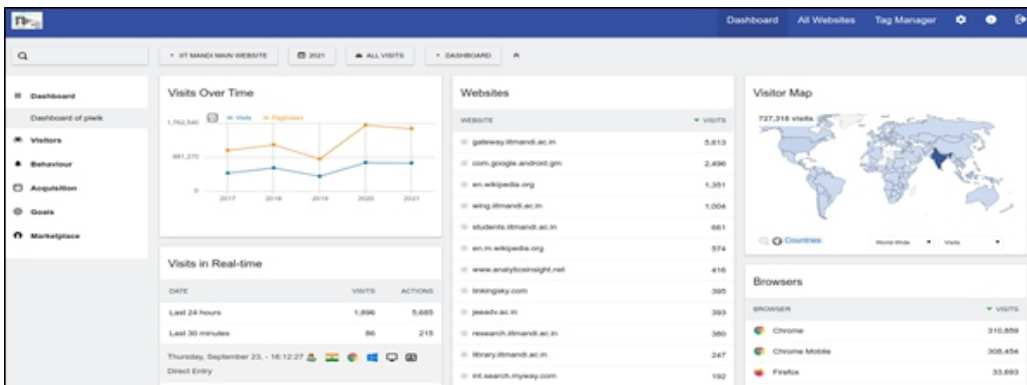 Dashboard All Websites Tag Manager
IIT MANDI MAIN WEBSITE 2021 ALL VISITS DASHBOARD
Dashboard
Dashboard of piwik
Visitors
Behaviour
Acquisition
Goals
Marketplace
Visits Over Time
Visits Pageviews
1,762,540
881,270
0
2017 2018 2019 2020 2021
Visits in Real-time
DATE VISITS ACTIONS
Last 24 hours 1,896 5,685
Last 30 minutes 86 215
Thursday, September 23, - 16:12:27
Direct Entry
Websites
WEBSITE VISITS
gateway.iitmandi.ac.in 5,613
com.google.android.gm 2,496
en.wikipedia.org 1,351
wing.iitmandi.ac.in 1,004
students.iitmandi.ac.in 661
en.m.wikipedia.org 574
www.analyticsinsight.net 416
linkingsky.com 395
jeeadv.ac.in 393
research.iitmandi.ac.in 380
library.iitmandi.ac.in 247
int.search.myway.com 192
Visitor Map
727,318 visits
Countries World-Wide Visits
Browsers
BROWSER VISITS
Chrome 310,859
Chrome Mobile 308,454
Firefox 33,693